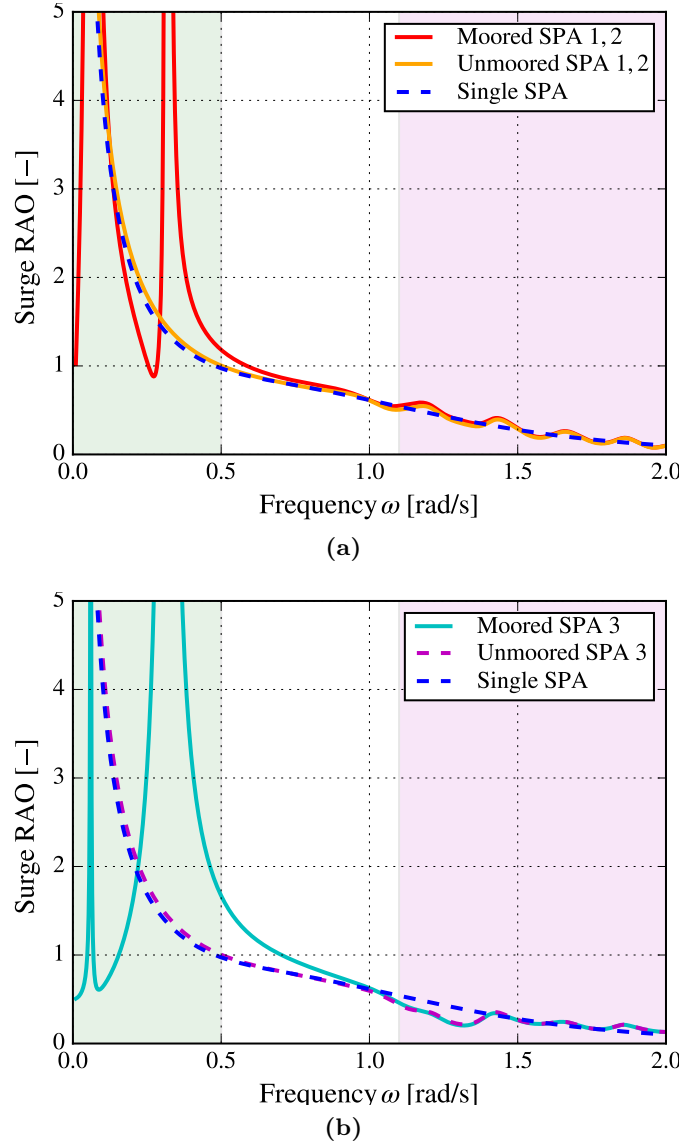 5
4
3
2
1
0
Surge RAO [−]
Moored SPA 1, 2
Unmoored SPA 1, 2
Single SPA
0.0 0.5 1.0 1.5 2.0
Frequency ω [rad/s]
(a)
5
4
3
2
1
0
Surge RAO [−]
Moored SPA 3
Unmoored SPA 3
Single SPA
0.0 0.5 1.0 1.5 2.0
Frequency ω [rad/s]
(b)